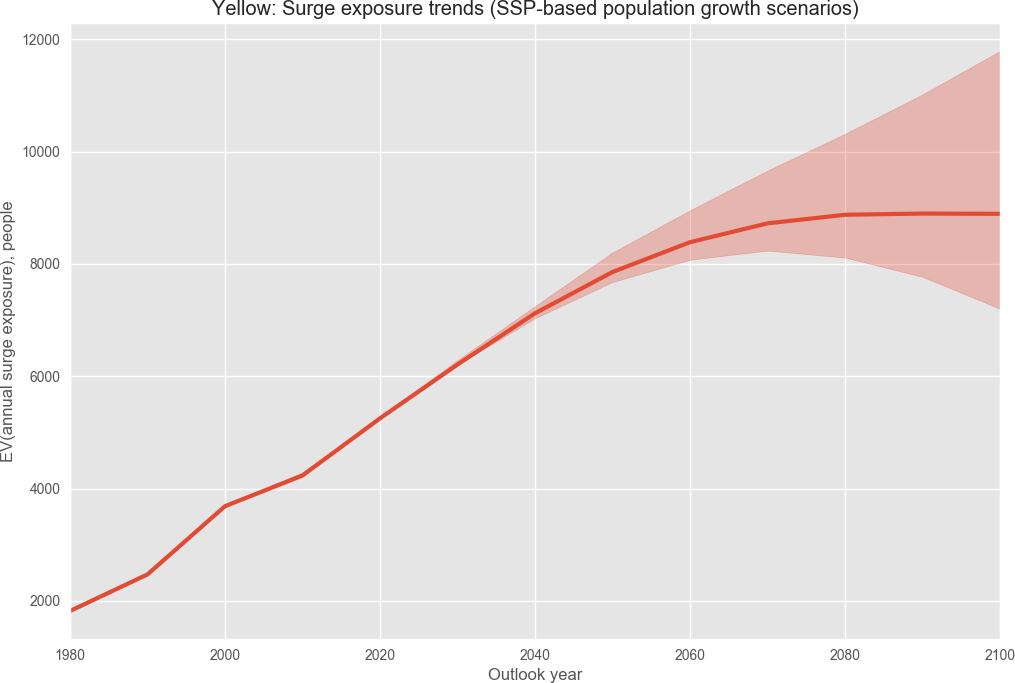 Yellow: Surge exposure trends (SSP-based population growth scenarios)
EV(annual surge exposure), people
12000
10000
8000
6000
4000
2000
1980 2000 2020 2040 2060 2080 2100
Outlook year